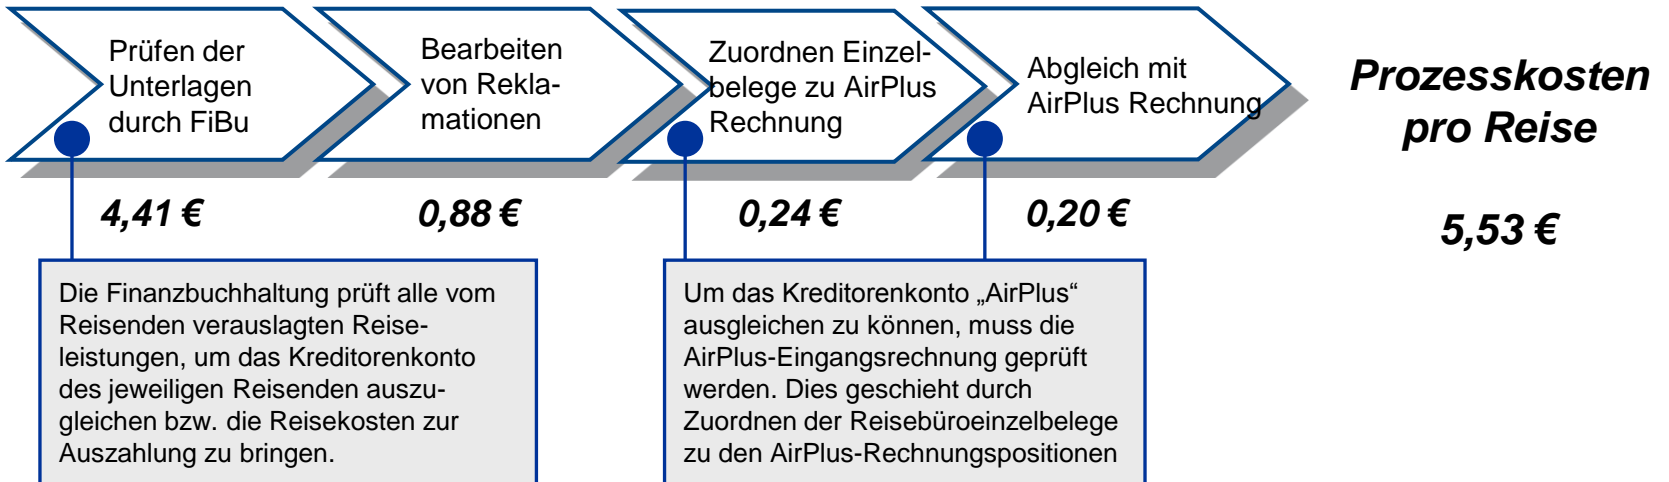 Prüfen der
Unterlagen
durch FiBu
Bearbeiten
von Rekla-
mationen
Zuordnen Einzel-
belege zu AirPlus
Rechnung
Abgleich mit
AirPlus Rechnung
Prozesskosten
pro Reise
4,41 €
0,88 €
0,24 €
0,20 €
5,53 €
Die Finanzbuchhaltung prüft alle vom
Reisenden verauslagten Reise-
leistungen, um das Kreditorenkonto
des jeweiligen Reisenden auszu-
gleichen bzw. die Reisekosten zur
Auszahlung zu bringen.
Um das Kreditorenkonto „AirPlus“
ausgleichen zu können, muss die
AirPlus-Eingangsrechnung geprüft
werden. Dies geschieht durch
Zuordnen der Reisebüroeinzelbelege
zu den AirPlus-Rechnungspositionen